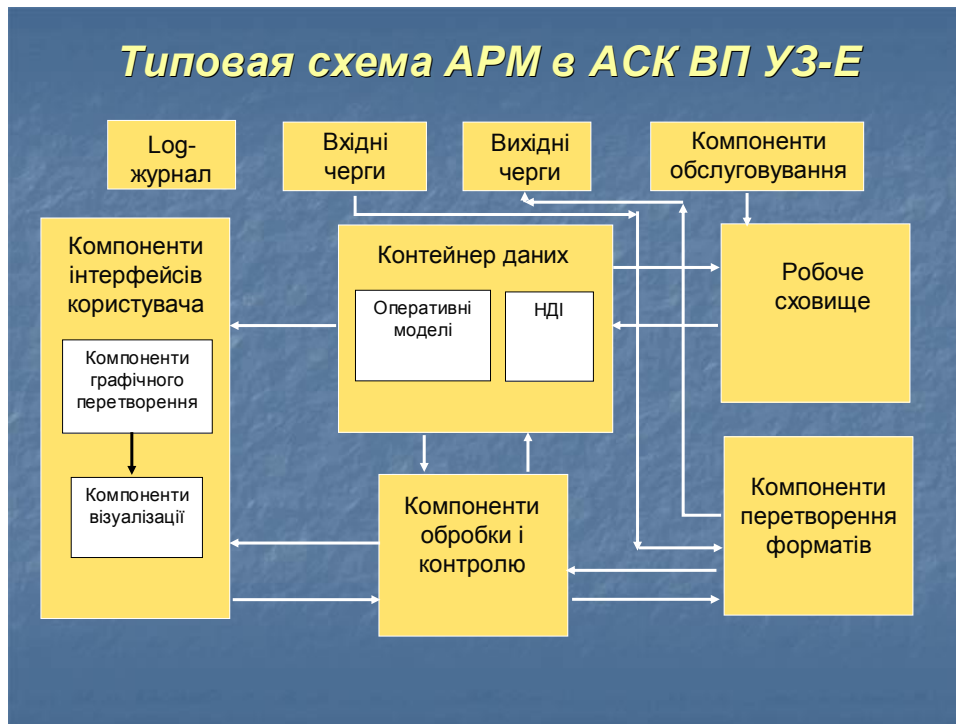 Типовая схема АРМ в АСК ВП УЗ-Е
Log-
журнал
Вхідні
черги
Вихідні
черги
Компоненти
обслуговування
Компоненти
інтерфейсів
користувача
Контейнер даних
Робоче
сховище
Оперативні
моделі
НДІ
Компоненти
графічного
перетворення
Компоненти
візуалізації
Компоненти
обробки і
контролю
Компоненти
перетворення
форматів